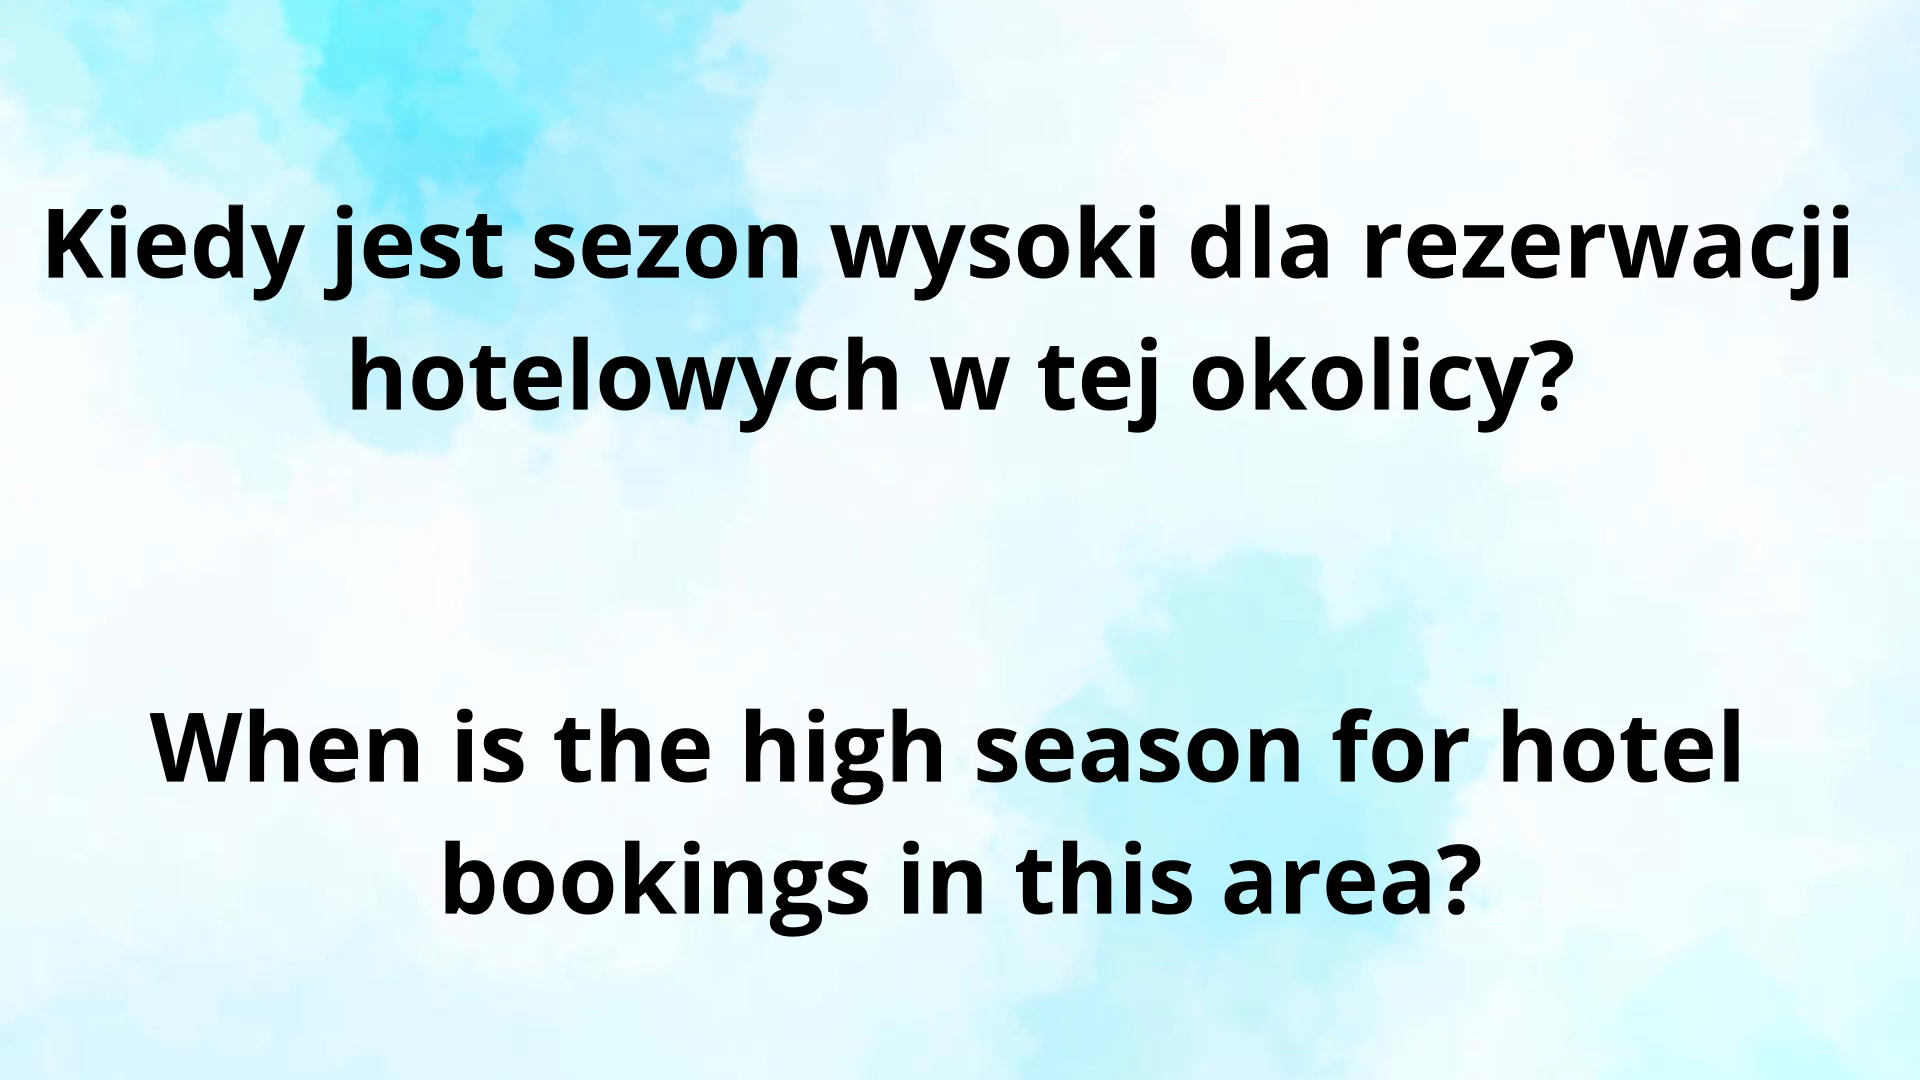 Kiedy jest sezon wysoki dla rezerwacji
hotelowych w tej okolicy?
When is the high season for hotel
bookings in this area?